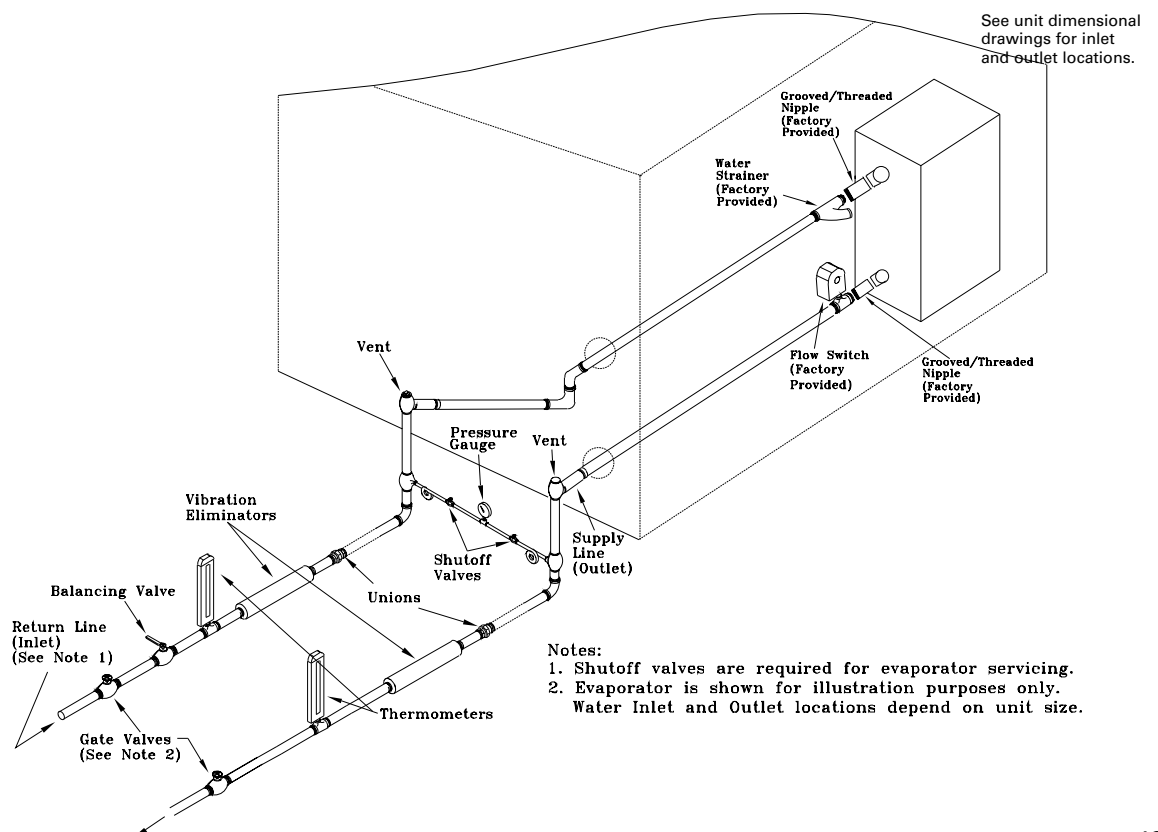 See unit dimensional
drawings for inlet
and outlet locations.
Grooved/Threaded
Nipple
(Factory
Provided)
Water
Strainer
(Factory
Provided)
Flow Switch
(Factory
Provided)
Grooved/Threaded
Nipple
(Factory
Provided)
Vent
Pressure
Gauge
Vent
Vibration
Eliminators
Shutoff
Valves
Supply
Line
(Outlet)
Balancing Valve
Unions
Return Line
(Inlet)
(See Note 1)
Thermometers
Gate Valves
(See Note 2)
Notes:
1. Shutoff valves are required for evaporator servicing.
2. Evaporator is shown for illustration purposes only.
Water Inlet and Outlet locations depend on unit size.